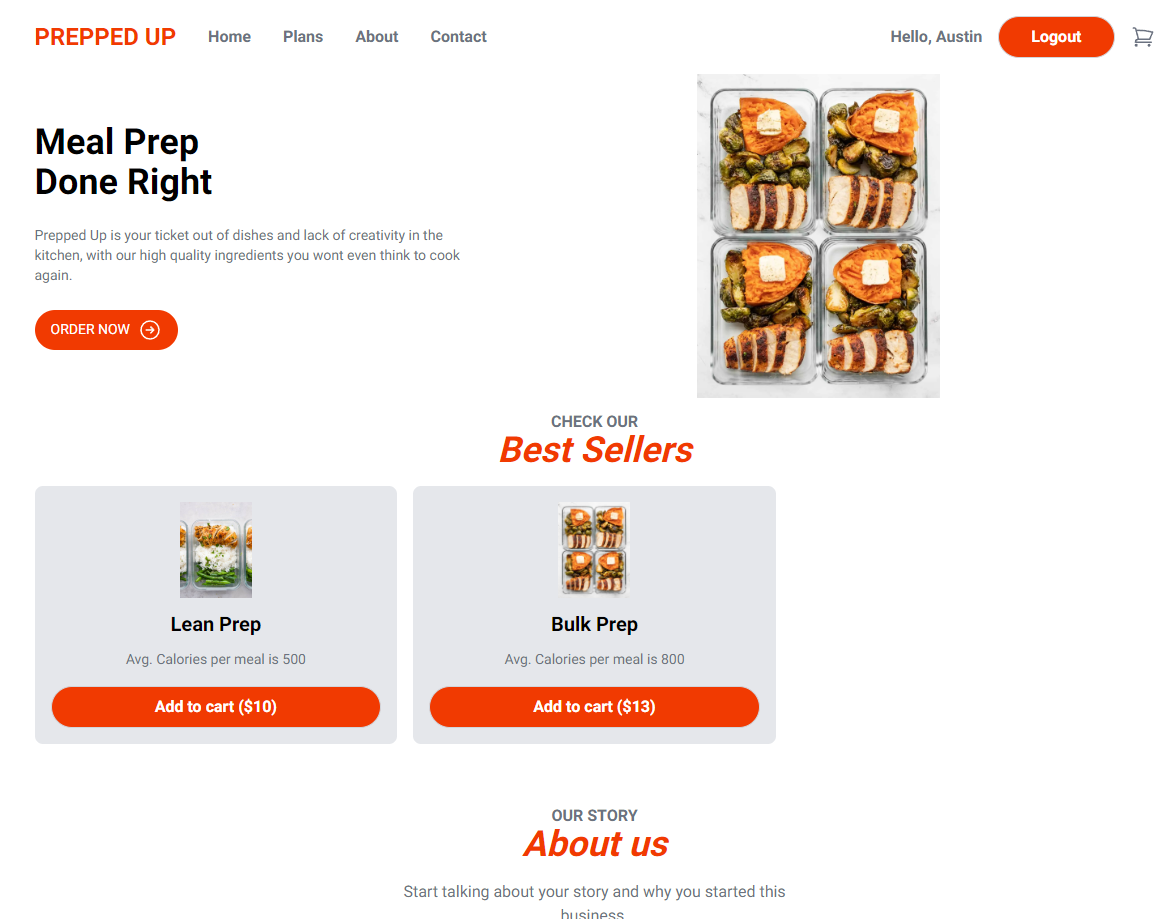 PREPPED UP Home Plans About Contact Hello, Austin Logout
Meal Prep
Done Right
Prepped Up is your ticket out of dishes and lack of creativity in the
kitchen, with our high quality ingredients you wont even think to cook
again.
ORDER NOW
CHECK OUR
Best Sellers
Lean Prep
Avg. Calories per meal is 500
Add to cart ($10)
Bulk Prep
Avg. Calories per meal is 800
Add to cart ($13)
OUR STORY
About us
Start talking about your story and why you started this
business